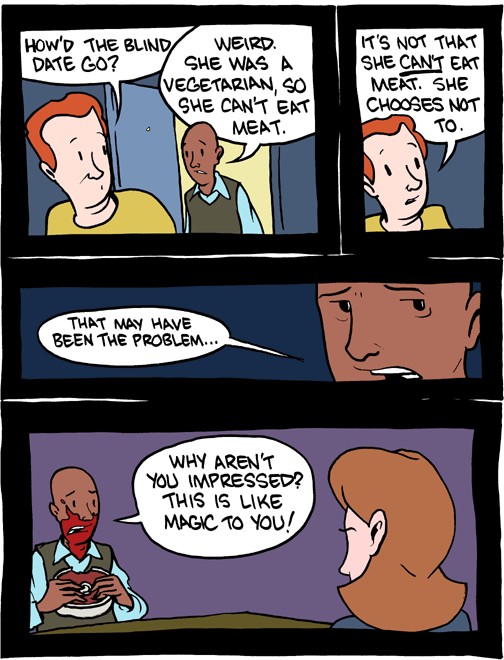 HOW'D THE BLIND
DATE GO?
WEIRD.
SHE WAS A
VEGETARIAN, SO
SHE CAN'T EAT
MEAT.
IT'S NOT THAT
SHE CAN'T EAT
MEAT. SHE
CHOOSES NOT
TO.
THAT MAY HAVE
BEEN THE PROBLEM...
WHY AREN'T
YOU IMPRESSED?
THIS IS LIKE
MAGIC TO YOU!